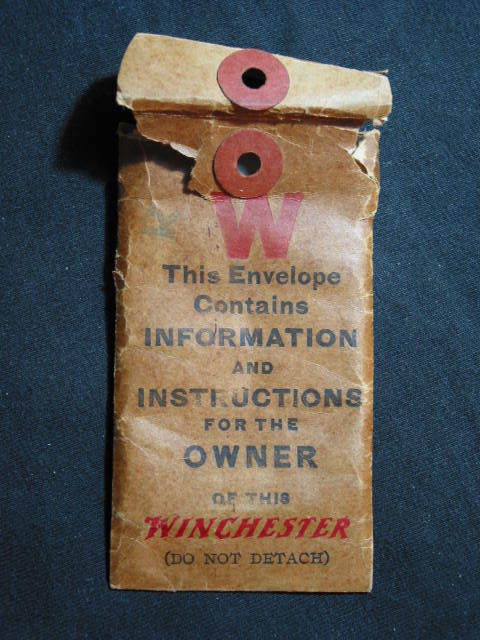 W
This Envelope
Contains
INFORMATION
AND
INSTRUCTIONS
FOR THE
OWNER
OF THIS
WINCHESTER
(DO NOT DETACH)